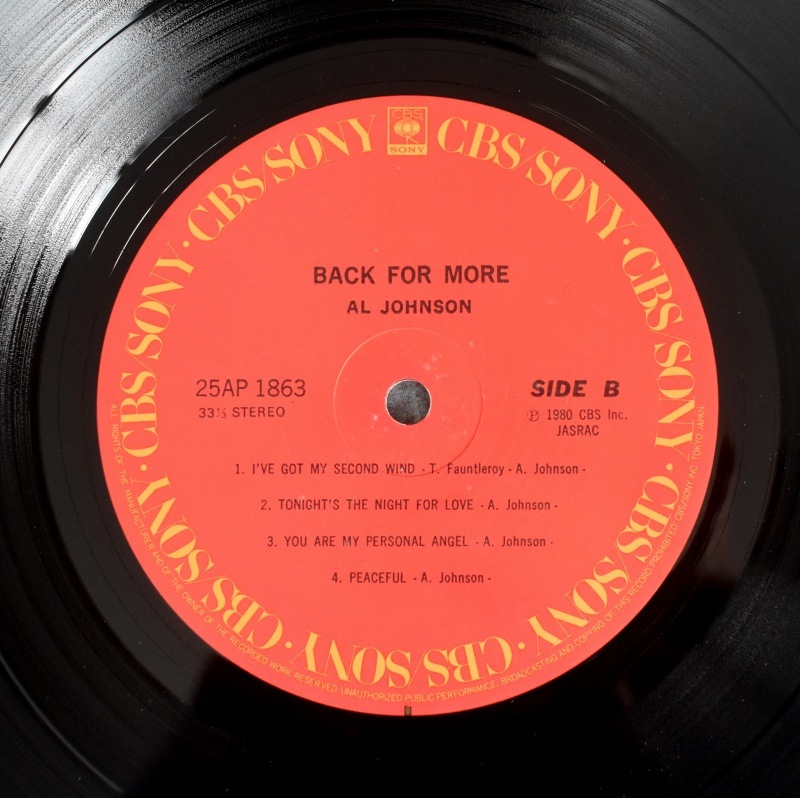 CBS
SONY
CBS/SONY · CBS/SONY · CBS/SONY · CBS/SONY · CBS/SONY · CBS/SONY · CBS/SONY · CBS/SONY
BACK FOR MORE
AL JOHNSON
25AP 1863
33⅓ STEREO
SIDE B
Ⓟ 1980 CBS Inc.
JASRAC
1. I'VE GOT MY SECOND WIND - T. Fauntleroy - A. Johnson -
2. TONIGHT'S THE NIGHT FOR LOVE - A. Johnson -
3. YOU ARE MY PERSONAL ANGEL - A. Johnson -
4. PEACEFUL - A. Johnson -
ALL RIGHTS OF THE MANUFACTURER AND OF THE OWNER OF THE RECORDED WORK RESERVED. UNAUTHORIZED PUBLIC PERFORMANCE, BROADCASTING AND COPYING OF THIS RECORD PROHIBITED CBS/SONY INC. TOKYO JAPAN